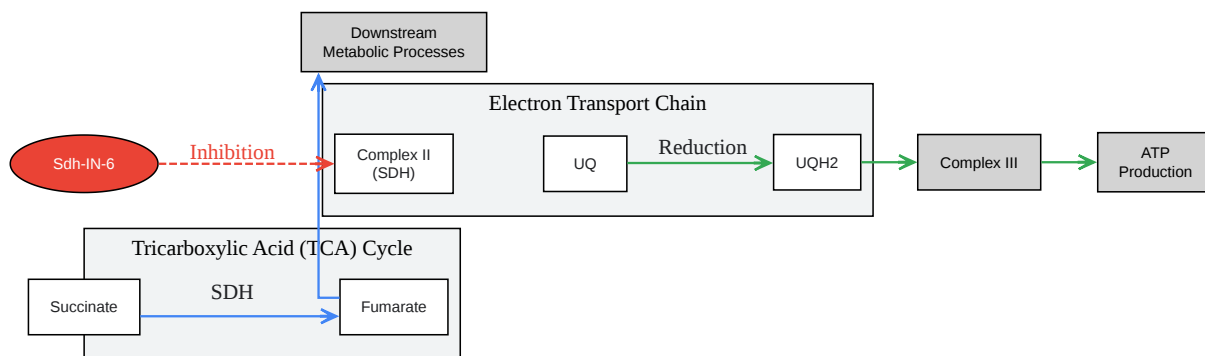 Downstream
Metabolic Processes
Electron Transport Chain
Sdh-IN-6
Inhibition
Complex II
(SDH)
UQ
Reduction
UQH2
Complex III
ATP
Production
Tricarboxylic Acid (TCA) Cycle
Succinate
SDH
Fumarate